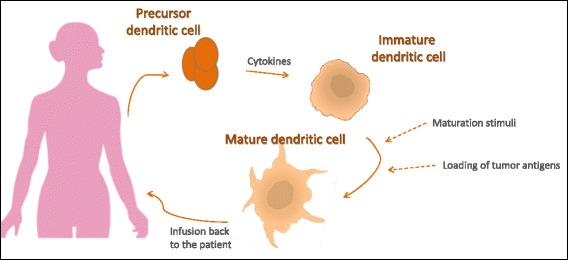 Precursor
dendritic cell
Cytokines
Immature
dendritic cell
Maturation stimuli
Loading of tumor antigens
Mature dendritic cell
Infusion back
to the patient